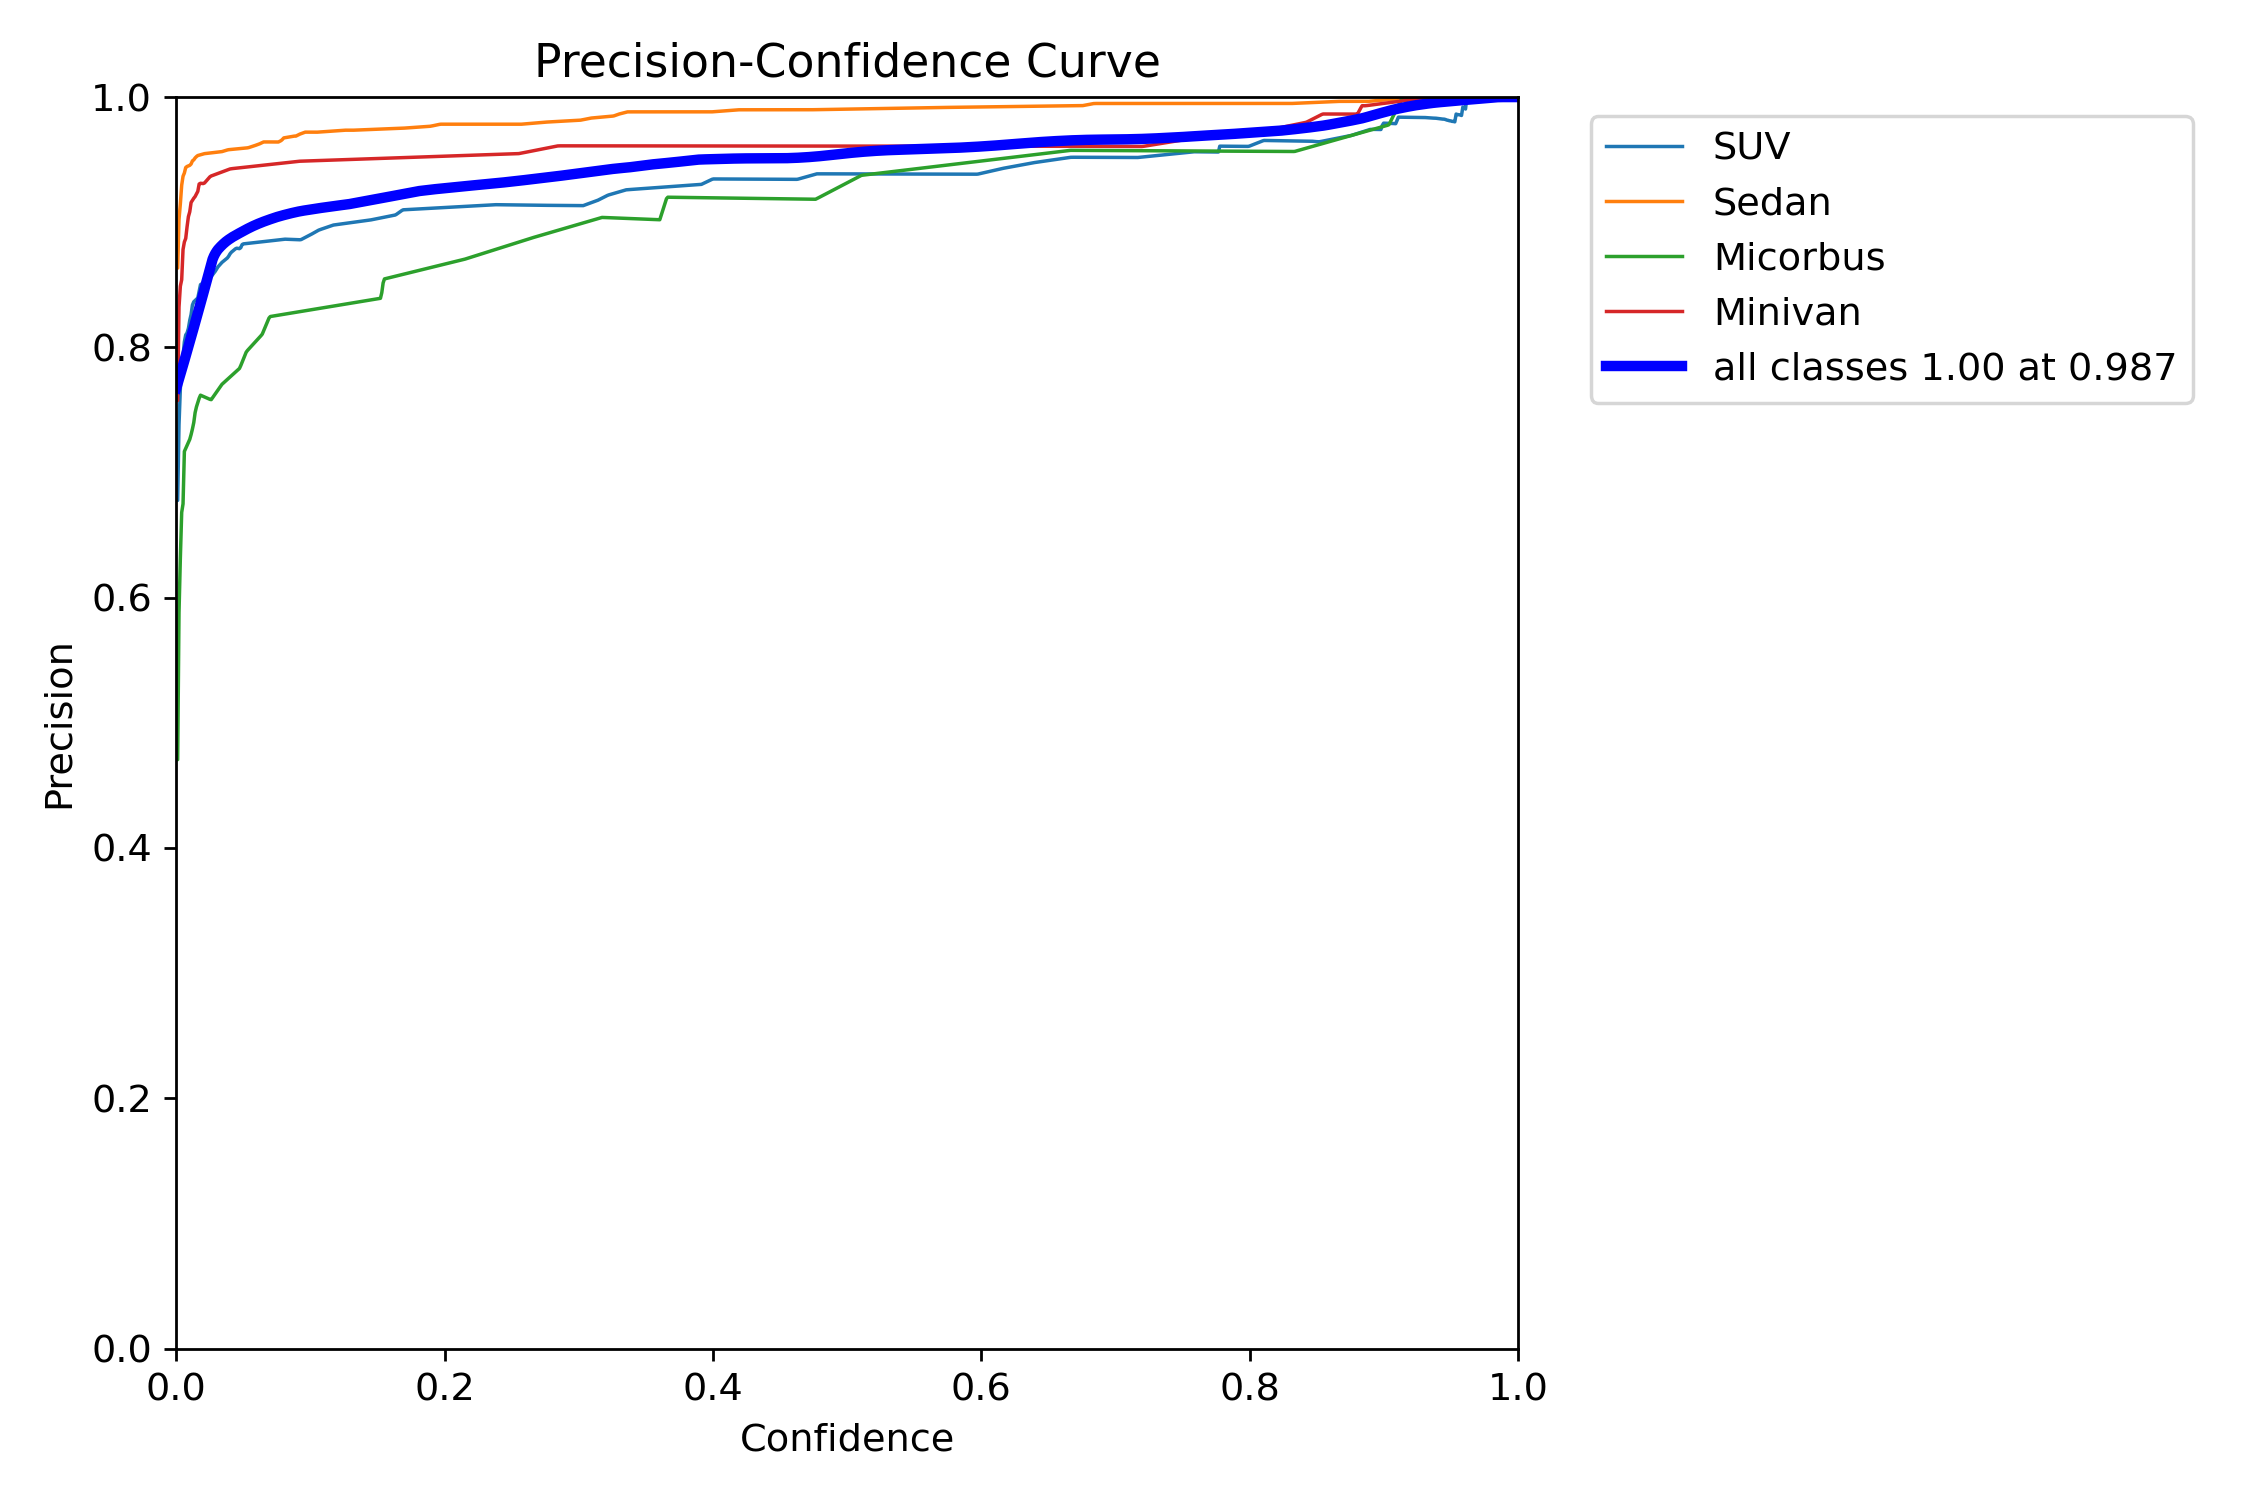 Precision-Confidence Curve
1.0
0.8
0.6
0.4
0.2
0.0
Precision
0.0 0.2 0.4 0.6 0.8 1.0
Confidence
SUV
Sedan
Micorbus
Minivan
all classes 1.00 at 0.987